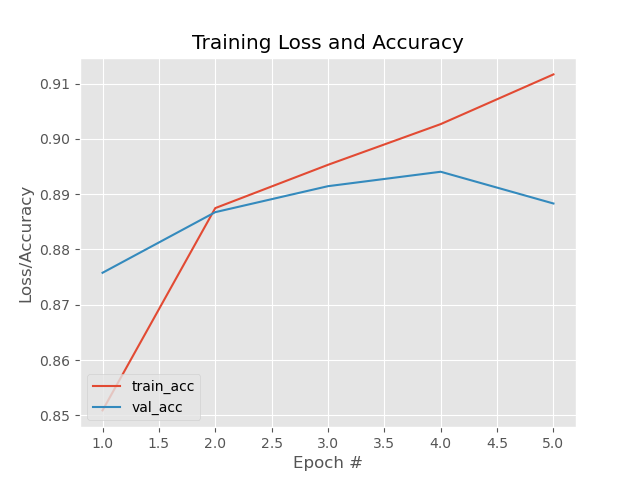 Training Loss and Accuracy
0.91
0.90
0.89
0.88
0.87
0.86
0.85
Loss/Accuracy
train_acc
val_acc
1.0 1.5 2.0 2.5 3.0 3.5 4.0 4.5 5.0
Epoch #